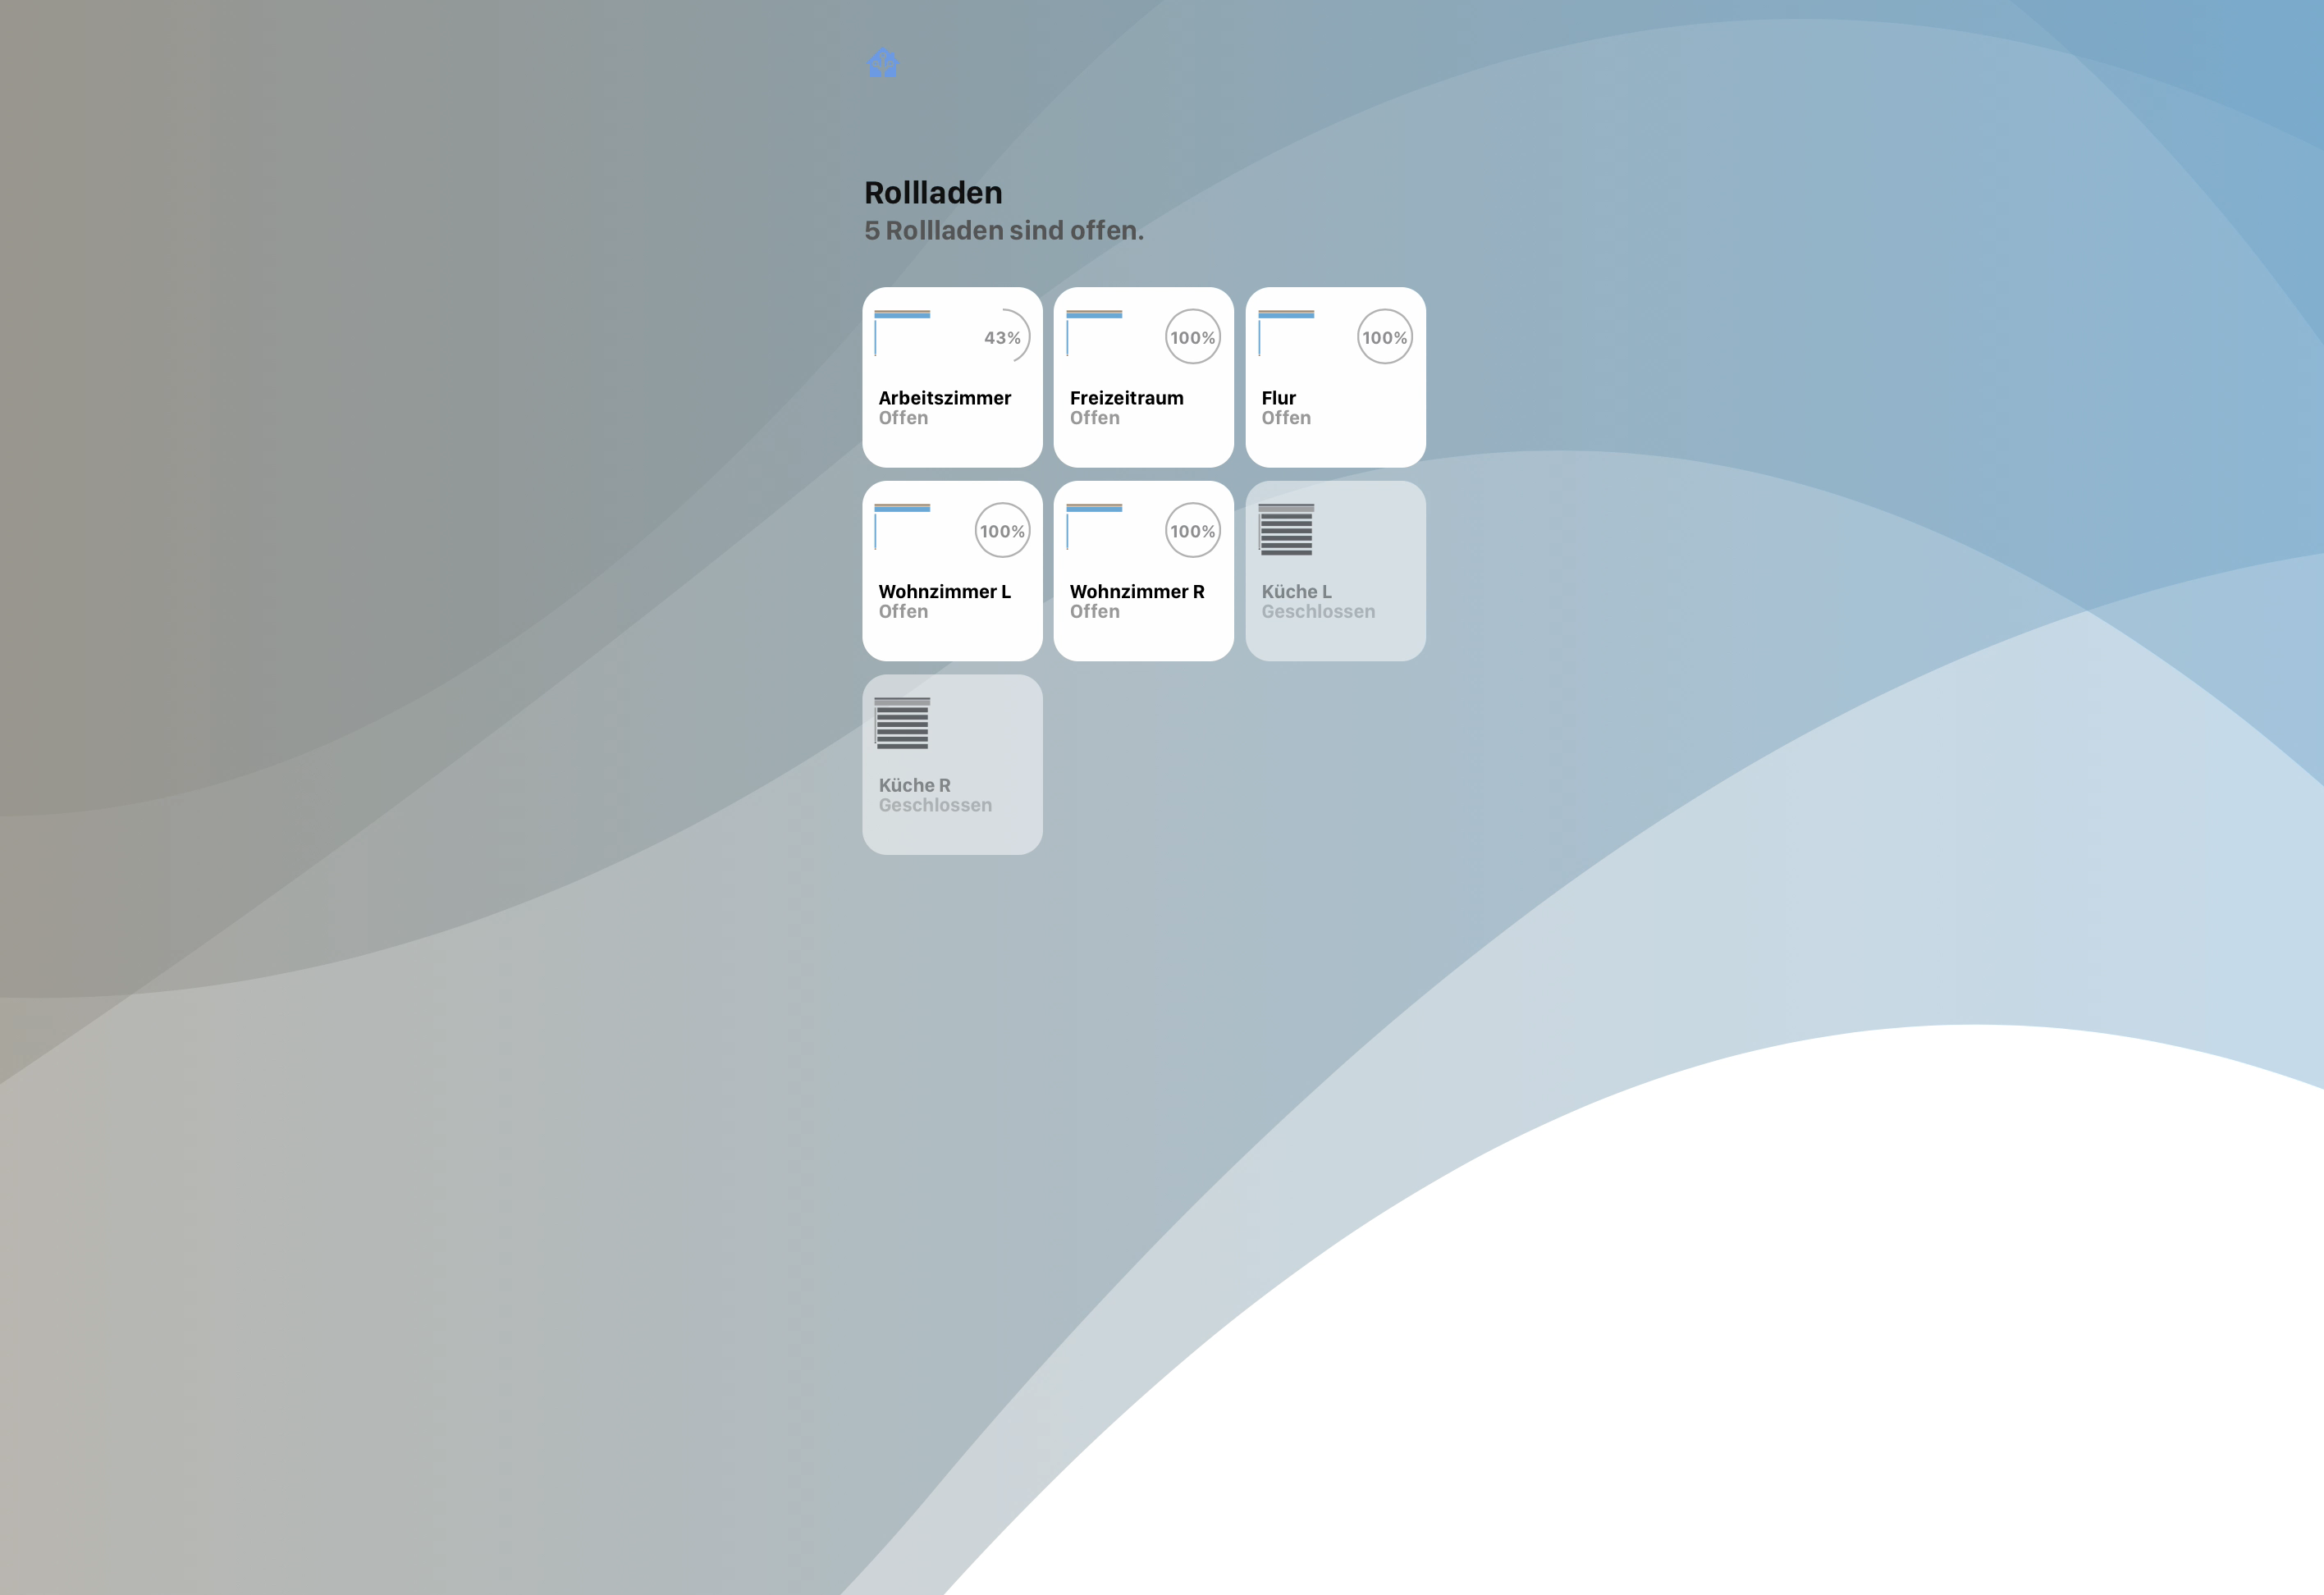 Rollladen
5 Rollladen sind offen.
43%
Arbeitszimmer
Offen
100%
Freizeitraum
Offen
100%
Flur
Offen
100%
Wohnzimmer L
Offen
100%
Wohnzimmer R
Offen
Küche L
Geschlossen
Küche R
Geschlossen